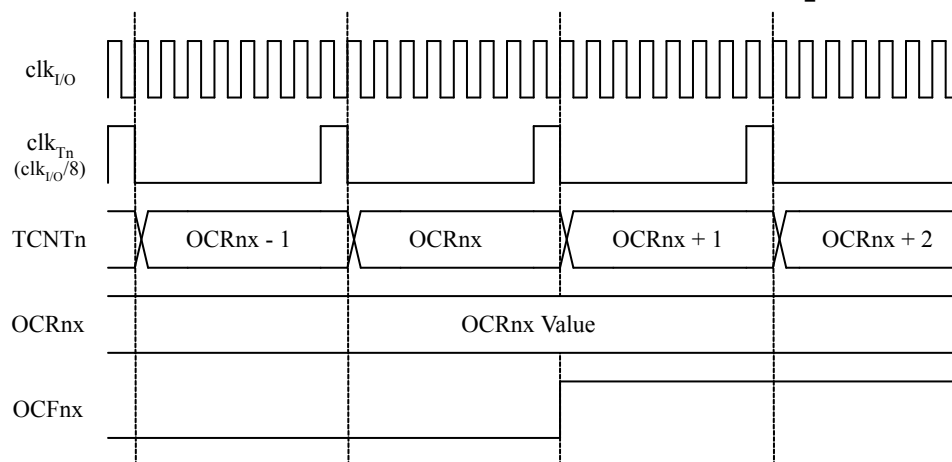 clkI/O
clkTn
(clkI/O/8)
TCNTn OCRnx - 1 OCRnx OCRnx + 1 OCRnx + 2
OCRnx OCRnx Value
OCFnx